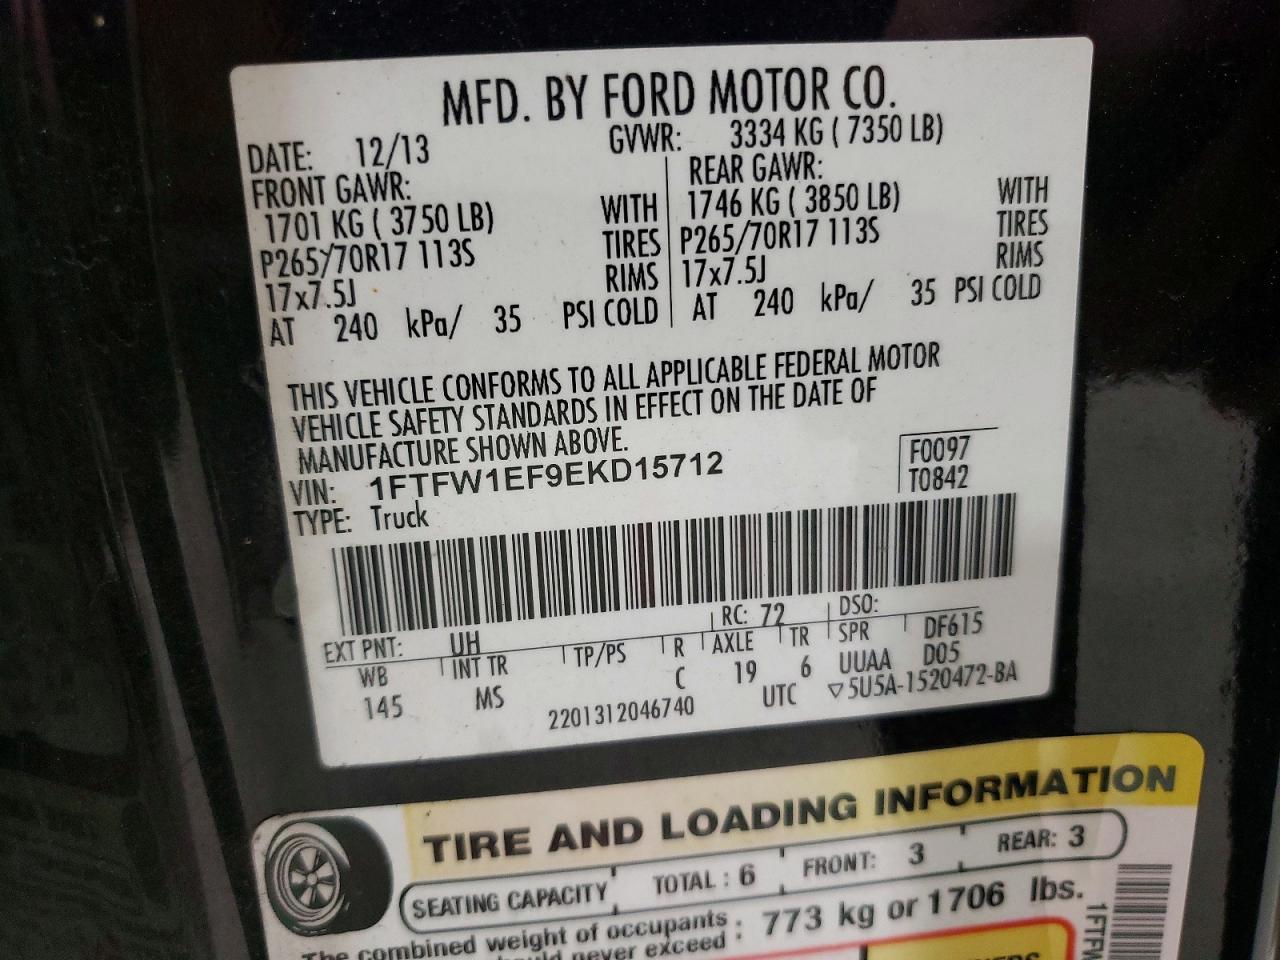 MFD. BY FORD MOTOR CO.
DATE: 12/13 GVWR: 3334 KG ( 7350 LB)
FRONT GAWR: REAR GAWR:
1701 KG ( 3750 LB) WITH 1746 KG ( 3850 LB) WITH
P265/70R17 113S TIRES P265/70R17 113S TIRES
17x7.5J RIMS 17x7.5J RIMS
AT 240 kPa/ 35 PSI COLD AT 240 kPa/ 35 PSI COLD
THIS VEHICLE CONFORMS TO ALL APPLICABLE FEDERAL MOTOR
VEHICLE SAFETY STANDARDS IN EFFECT ON THE DATE OF
MANUFACTURE SHOWN ABOVE.
VIN: 1FTFW1EF9EKD15712 F0097
TYPE: Truck T0842
EXT PNT: UH RC: 72 DSO:
WB INT TR TP/PS R AXLE TR SPR DF615
145 MS C 19 6 UUAA D05
2201312046740 UTC ▽5U5A-1520472-BA
TIRE AND LOADING INFORMATION
SEATING CAPACITY TOTAL : 6 FRONT: 3 REAR: 3
The combined weight of occupants : 773 kg or 1706 lbs.
never exceed :
1FTFW